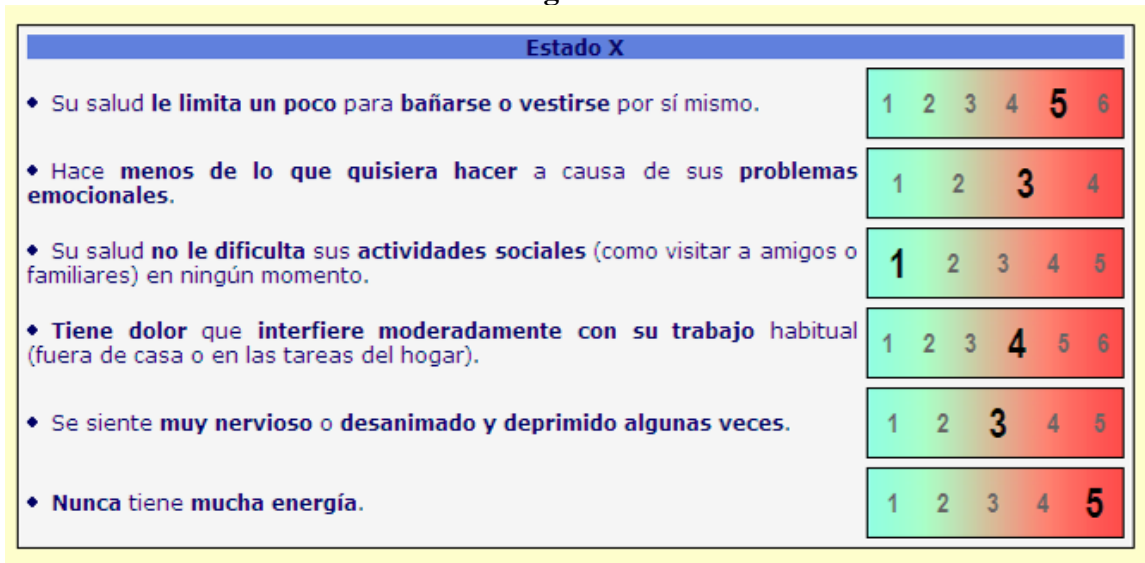 Estado X
• Su salud le limita un poco para bañarse o vestirse por sí mismo.
1 2 3 4 5 6
• Hace menos de lo que quisiera hacer a causa de sus problemas
emocionales.
1 2 3 4
• Su salud no le dificulta sus actividades sociales (como visitar a amigos o
familiares) en ningún momento.
1 2 3 4 5
• Tiene dolor que interfiere moderadamente con su trabajo habitual
(fuera de casa o en las tareas del hogar).
1 2 3 4 5 6
• Se siente muy nervioso o desanimado y deprimido algunas veces.
1 2 3 4 5
• Nunca tiene mucha energía.
1 2 3 4 5